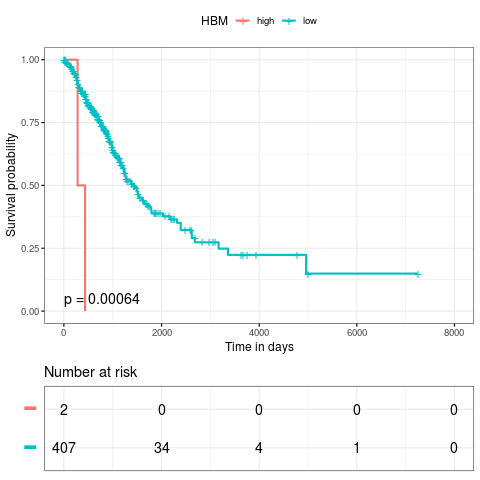 HBM high low
1.00
0.75
0.50
0.25
0.00
Survival probability
p = 0.00064
0 2000 4000 6000 8000
Time in days
Number at risk
2 0 0 0 0
407 34 4 1 0